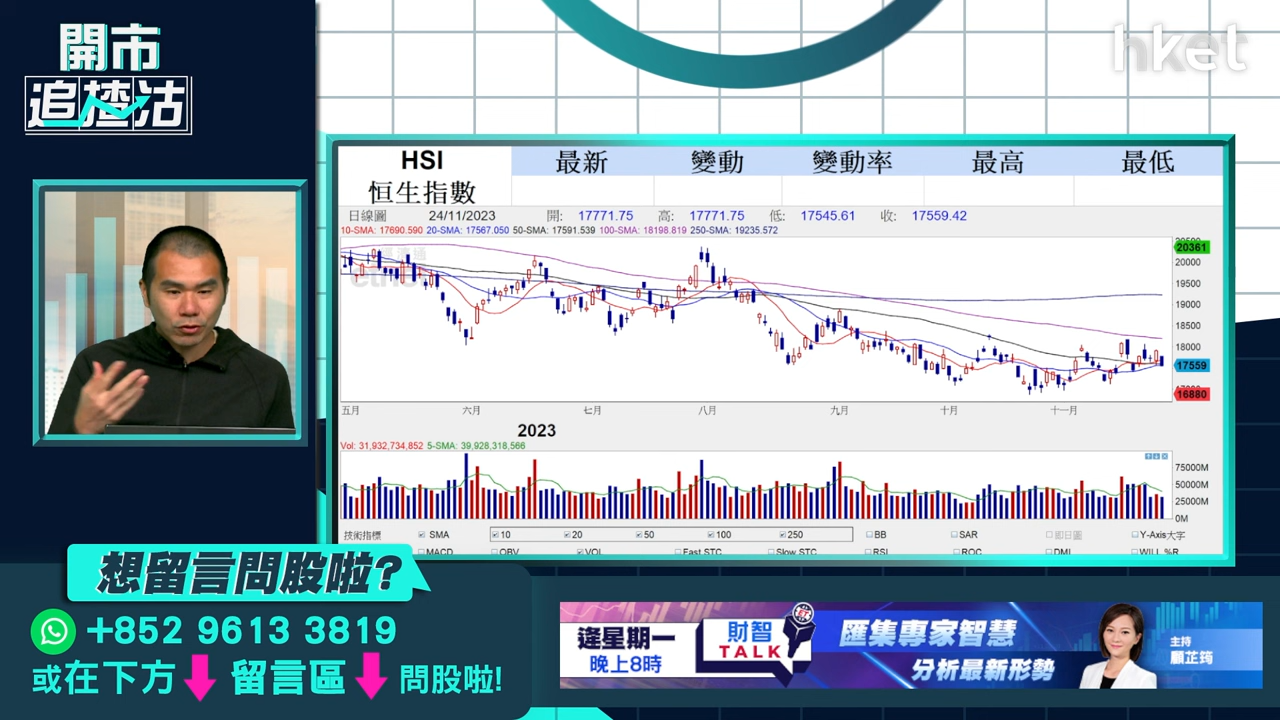 開市
追揸沽
hket
HSI
恒生指數
最新 變動 變動率 最高 最低
日線圖 24/11/2023 開: 17771.75 高: 17771.75 低: 17545.61 收: 17559.42
10-SMA: 17690.590 20-SMA: 17567.050 50-SMA: 17591.539 100-SMA: 18198.819 250-SMA: 19235.572
20361
20000
19500
19000
18500
18000
17559
16880
五月 六月 七月 八月 九月 十月 十一月
2023
Vol: 31,932,734,852 5-SMA: 39,928,318,566
75000M
50000M
25000M
0M
技術指標 SMA 10 20 50 100 250 BB SAR 即日圖 Y-Axis大字
MACD OBV VOL Fast STC Slow STC RSI ROC DMI WILL %R
想留言問股啦?
+852 9613 3819
或在下方 留言區 問股啦!
逢星期一
晚上8時
財智
TALK
匯集專家智慧
分析最新形勢
主持
顧芷筠